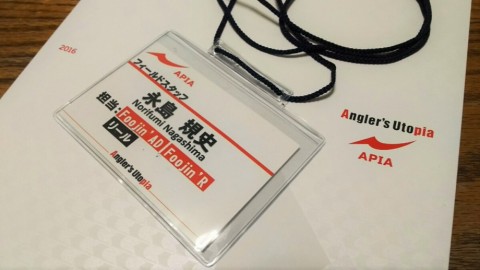 2016
APIA
フィールドスタッフ
永島 規史
Norifumi Nagashima
担当:Foojin'AD Foojin'R
リール
Angler's Utopia
Angler's Utopia
APIA